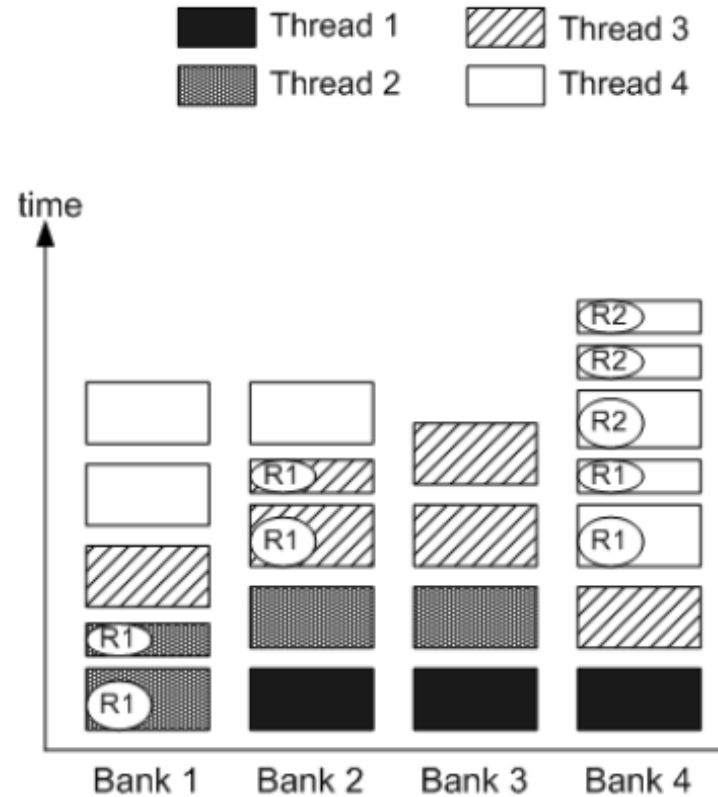 Thread 1
Thread 3
Thread 2
Thread 4
time
R2
R2
R2
R1
R1
R1
R1
R1
R1
Bank 1
Bank 2
Bank 3
Bank 4